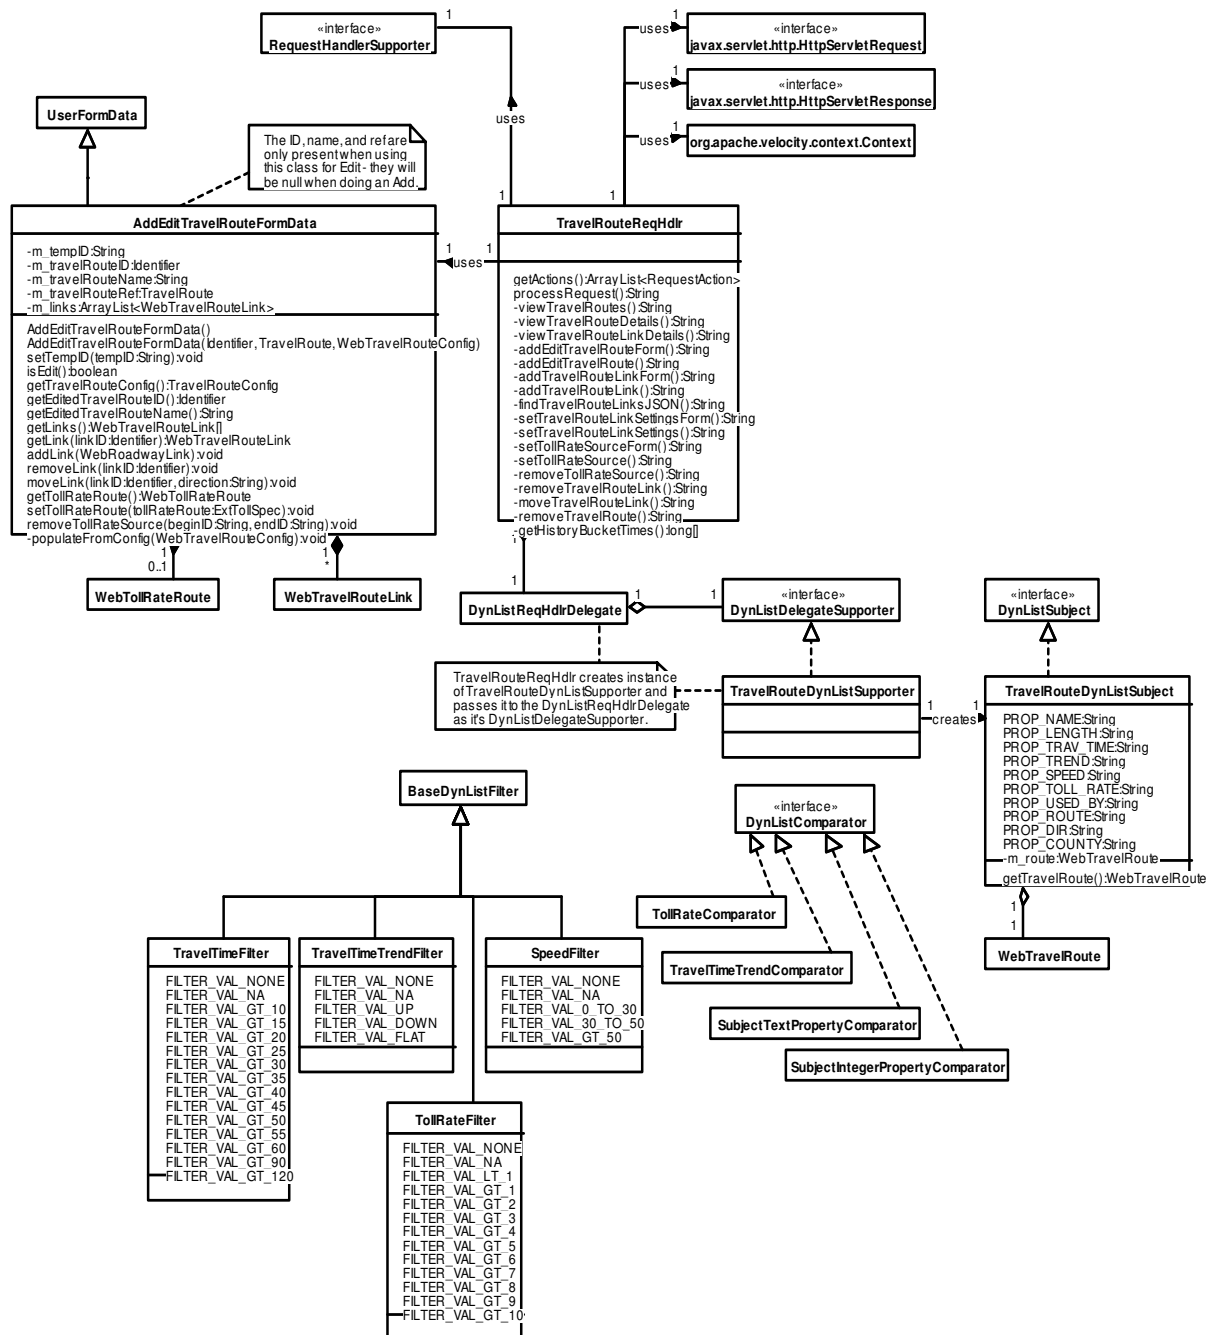 «interface»
RequestHandlerSupporter
1
uses
1
uses
1
«interface»
javax.servlet.http.HttpServletRequest
uses
1
«interface»
javax.servlet.http.HttpServletResponse
uses
1
org.apache.velocity.context.Context
1
UserFormData
The ID, name, and ref are
only present when using
this class for Edit - they will
be null when doing an Add.
AddEditTravelRouteFormData
-m_tempID:String
-m_travelRouteID:Identifier
-m_travelRouteName:String
-m_travelRouteRef:TravelRoute
-m_links:ArrayList<WebTravelRouteLink>
AddEditTravelRouteFormData()
AddEditTravelRouteFormData(Identifier, TravelRoute, WebTravelRouteConfig)
setTempID(tempID:String):void
isEdit():boolean
getTravelRouteConfig():TravelRouteConfig
getEditedTravelRouteID():Identifier
getEditedTravelRouteName():String
getLinks():WebTravelRouteLink[]
getLink(linkID:Identifier):WebTravelRouteLink
addLink(WebRoadwayLink):void
removeLink(linkID:Identifier):void
moveLink(linkID:Identifier, direction:String):void
getTollRateRoute():WebTollRateRoute
setTollRateRoute(tollRateRoute:ExtTollSpec):void
removeTollRateSource(beginID:String, endID:String):void
-populateFromConfig(WebTravelRouteConfig):void
1
uses
1
TravelRouteReqHdlr
getActions():ArrayList<RequestAction>
processRequest():String
-viewTravelRoutes():String
-viewTravelRouteDetails():String
-viewTravelRouteLinkDetails():String
-addEditTravelRouteForm():String
-addEditTravelRoute():String
-addTravelRouteLinkForm():String
-addTravelRouteLink():String
-findTravelRouteLinksJSON():String
-setTravelRouteLinkSettingsForm():String
-setTravelRouteLinkSettings():String
-setTollRateSourceForm():String
-setTollRateSource():String
-removeTollRateSource():String
-removeTravelRouteLink():String
-moveTravelRouteLink():String
-removeTravelRoute():String
-getHistoryBucketTimes():long[]
1
0..1
WebTollRateRoute
1
*
WebTravelRouteLink
1
1
DynListReqHdlrDelegate
1
1
«interface»
DynListDelegateSupporter
«interface»
DynListSubject
TravelRouteReqHdlr creates instance
of TravelRouteDynListSupporter and
passes it to the DynListReqHdlrDelegate
as it's DynListDelegateSupporter.
TravelRouteDynListSupporter
1
creates
1
TravelRouteDynListSubject
PROP_NAME:String
PROP_LENGTH:String
PROP_TRAV_TIME:String
PROP_TREND:String
PROP_SPEED:String
PROP_TOLL_RATE:String
PROP_USED_BY:String
PROP_ROUTE:String
PROP_DIR:String
PROP_COUNTY:String
-m_route:WebTravelRoute
getTravelRoute():WebTravelRoute
1
1
WebTravelRoute
BaseDynListFilter
«interface»
DynListComparator
TollRateComparator
TravelTimeTrendComparator
SubjectTextPropertyComparator
SubjectIntegerPropertyComparator
TravelTimeFilter
FILTER_VAL_NONE
FILTER_VAL_NA
FILTER_VAL_GT_10
FILTER_VAL_GT_15
FILTER_VAL_GT_20
FILTER_VAL_GT_25
FILTER_VAL_GT_30
FILTER_VAL_GT_35
FILTER_VAL_GT_40
FILTER_VAL_GT_45
FILTER_VAL_GT_50
FILTER_VAL_GT_55
FILTER_VAL_GT_60
FILTER_VAL_GT_90
FILTER_VAL_GT_120
TravelTimeTrendFilter
FILTER_VAL_NONE
FILTER_VAL_NA
FILTER_VAL_UP
FILTER_VAL_DOWN
FILTER_VAL_FLAT
SpeedFilter
FILTER_VAL_NONE
FILTER_VAL_NA
FILTER_VAL_0_TO_30
FILTER_VAL_30_TO_50
FILTER_VAL_GT_50
TollRateFilter
FILTER_VAL_NONE
FILTER_VAL_NA
FILTER_VAL_LT_1
FILTER_VAL_GT_1
FILTER_VAL_GT_2
FILTER_VAL_GT_3
FILTER_VAL_GT_4
FILTER_VAL_GT_5
FILTER_VAL_GT_6
FILTER_VAL_GT_7
FILTER_VAL_GT_8
FILTER_VAL_GT_9
FILTER_VAL_GT_10